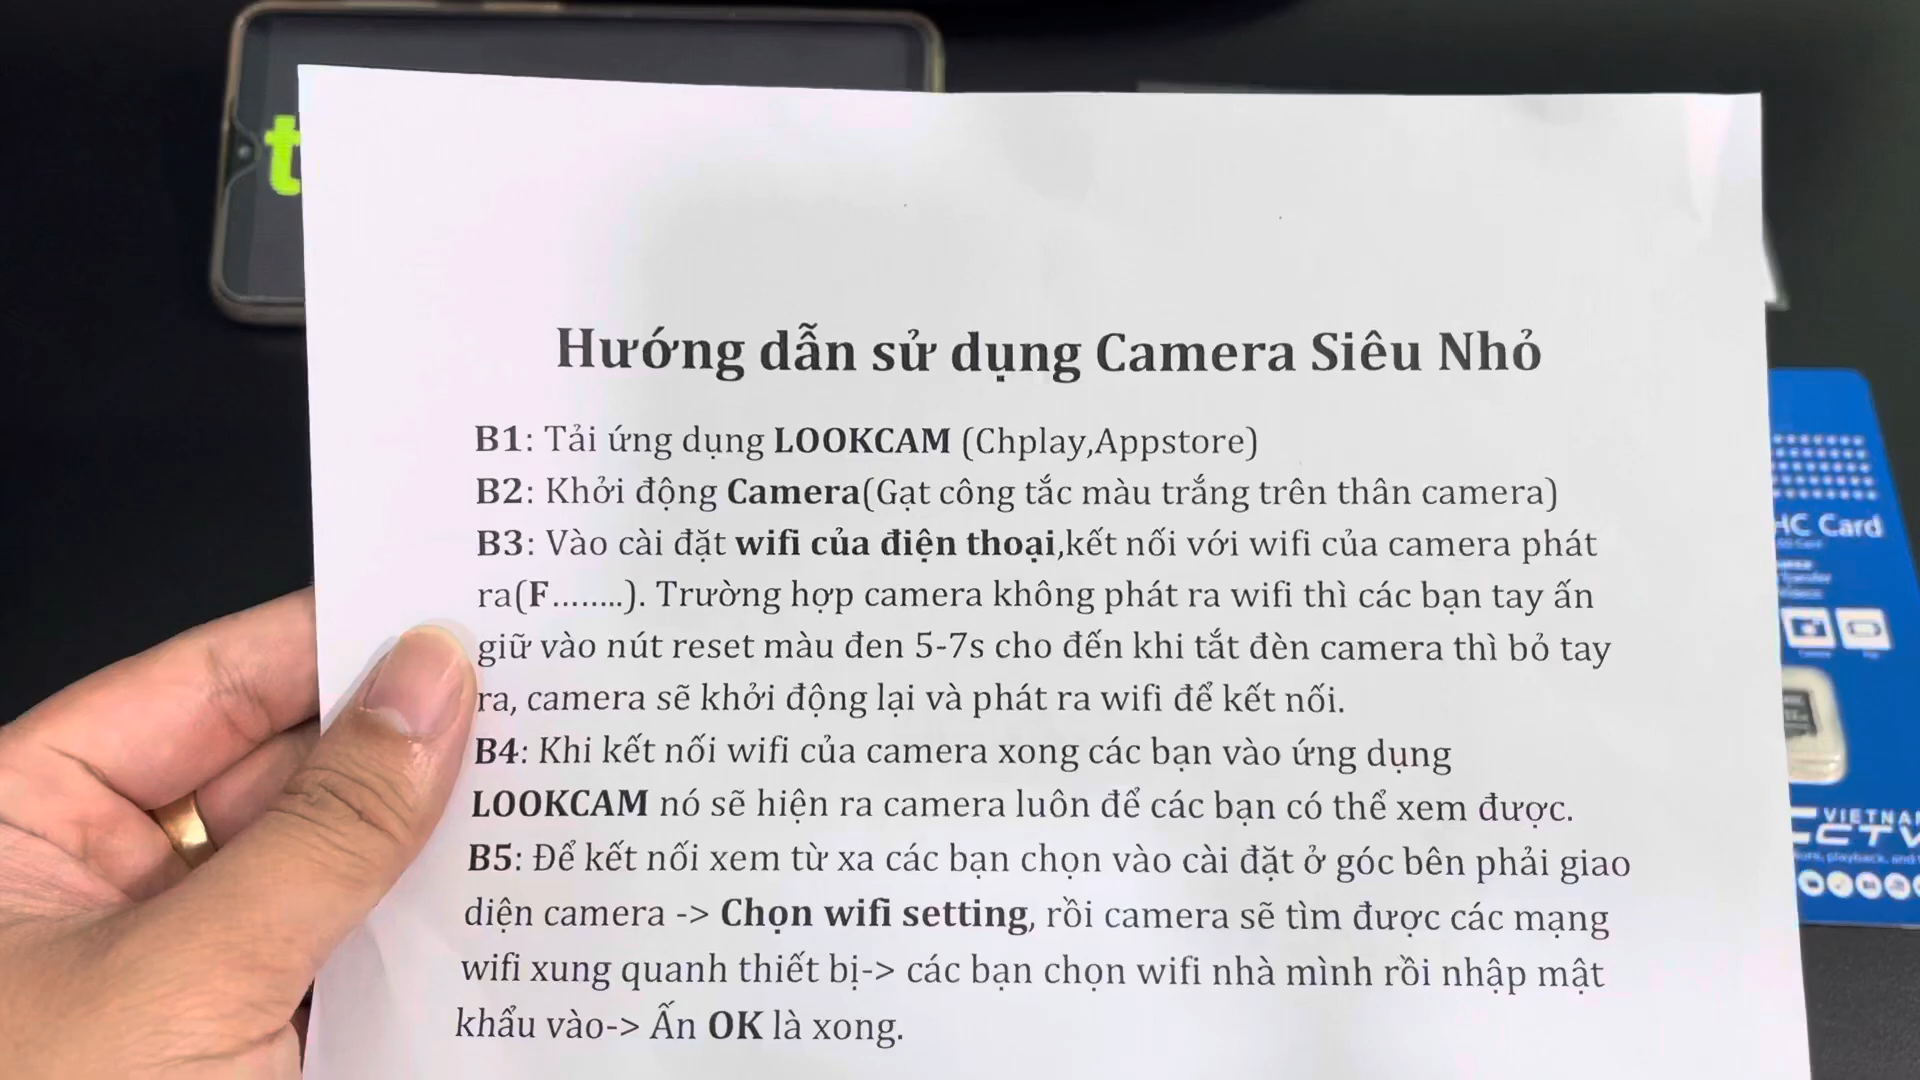 t
Hướng dẫn sử dụng Camera Siêu Nhỏ
B1: Tải ứng dụng LOOKCAM (Chplay,Appstore)
B2: Khởi động Camera(Gạt công tắc màu trắng trên thân camera)
B3: Vào cài đặt wifi của điện thoại,kết nối với wifi của camera phát
ra(F........). Trường hợp camera không phát ra wifi thì các bạn tay ấn
giữ vào nút reset màu đen 5-7s cho đến khi tắt đèn camera thì bỏ tay
ra, camera sẽ khởi động lại và phát ra wifi để kết nối.
B4: Khi kết nối wifi của camera xong các bạn vào ứng dụng
LOOKCAM nó sẽ hiện ra camera luôn để các bạn có thể xem được.
B5: Để kết nối xem từ xa các bạn chọn vào cài đặt ở góc bên phải giao
diện camera -> Chọn wifi setting, rồi camera sẽ tìm được các mạng
wifi xung quanh thiết bị-> các bạn chọn wifi nhà mình rồi nhập mật
khẩu vào-> Ấn OK là xong.
HC Card
VIETNA
CCTV
playback, and